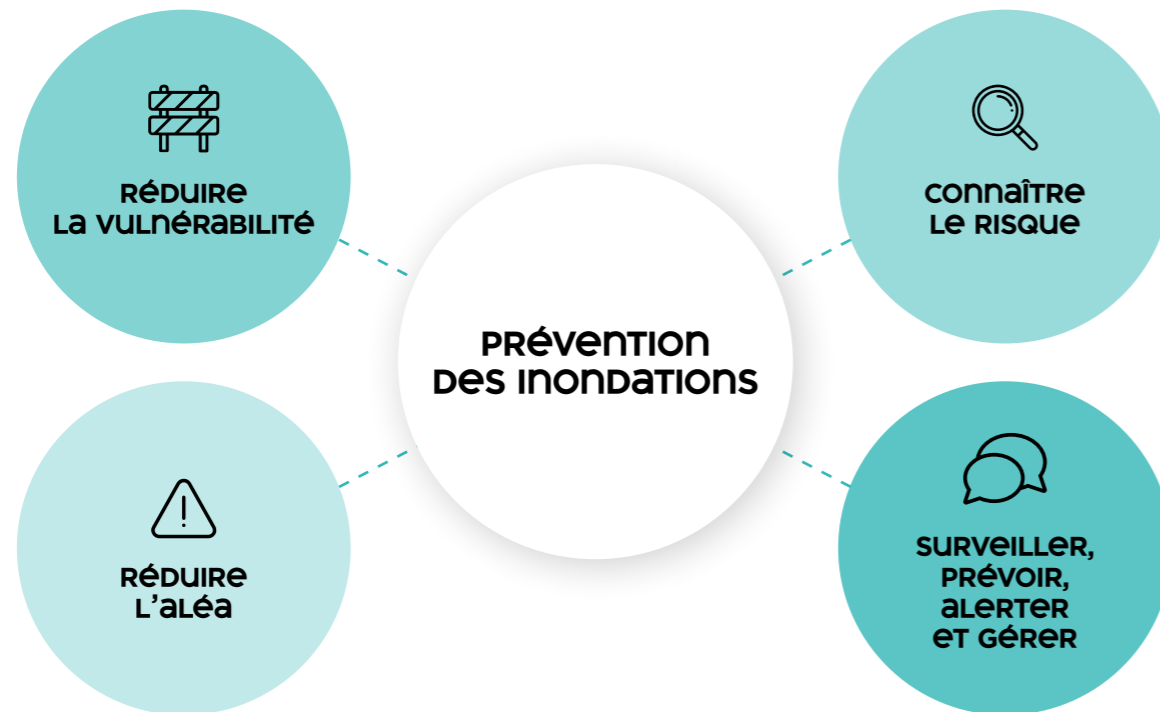 RÉDUIRE
LA VULNÉRABILITÉ
CONNAÎTRE
LE RISQUE
PRÉVENTION
DES INONDATIONS
RÉDUIRE
L'ALÉA
SURVEILLER,
PRÉVOIR,
ALERTER
ET GÉRER